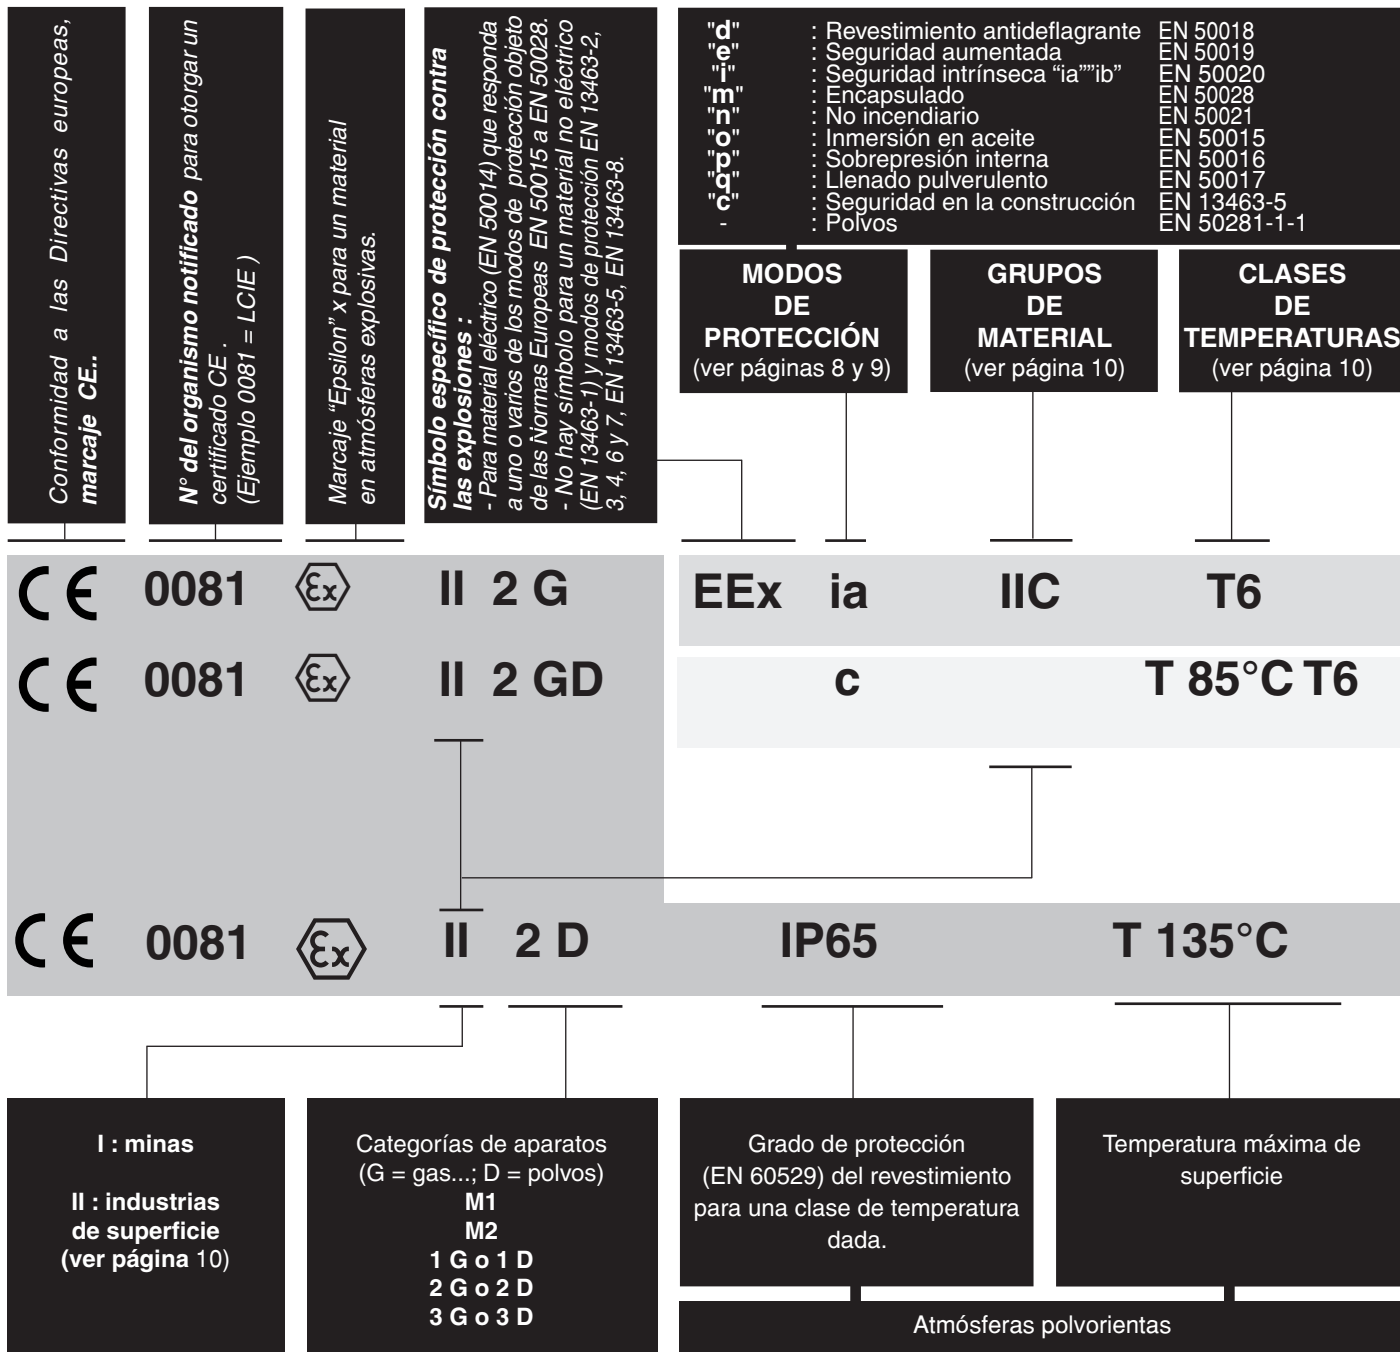 Conformidad a las Directivas europeas,
marcaje CE..
N° del organismo notificado para otorgar un
certificado CE .
(Ejemplo 0081 = LCIE )
Marcaje “Epsilon” x para un material
en atmósferas explosivas.
Símbolo específico de protección contra
las explosiones :
- Para material eléctrico (EN 50014) que responda
a uno o varios de los modos de protección objeto
de las Normas Europeas EN 50015 a EN 50028.
- No hay símbolo para un material no eléctrico
(EN 13463-1) y modos de protección EN 13463-2,
3, 4, 6 y 7, EN 13463-5, EN 13463-8.
"d" : Revestimiento antideflagrante EN 50018
"e" : Seguridad aumentada EN 50019
"i" : Seguridad intrínseca “ia””ib” EN 50020
"m" : Encapsulado EN 50028
"n" : No incendiario EN 50021
"o" : Inmersión en aceite EN 50015
"p" : Sobrepresión interna EN 50016
"q" : Llenado pulverulento EN 50017
"c" : Seguridad en la construcción EN 13463-5
- : Polvos EN 50281-1-1
MODOS
DE
PROTECCIÓN
(ver páginas 8 y 9)
GRUPOS
DE
MATERIAL
(ver página 10)
CLASES
DE
TEMPERATURAS
(ver página 10)
CE 0081 Ex II 2 G EEx ia IIC T6
CE 0081 Ex II 2 GD c T 85°C T6
CE 0081 Ex II 2 D IP65 T 135°C
I : minas
II : industrias
de superficie
(ver página 10)
Categorías de aparatos
(G = gas...; D = polvos)
M1
M2
1 G o 1 D
2 G o 2 D
3 G o 3 D
Grado de protección
(EN 60529) del revestimiento
para una clase de temperatura
dada.
Temperatura máxima de
superficie
Atmósferas polvorientas